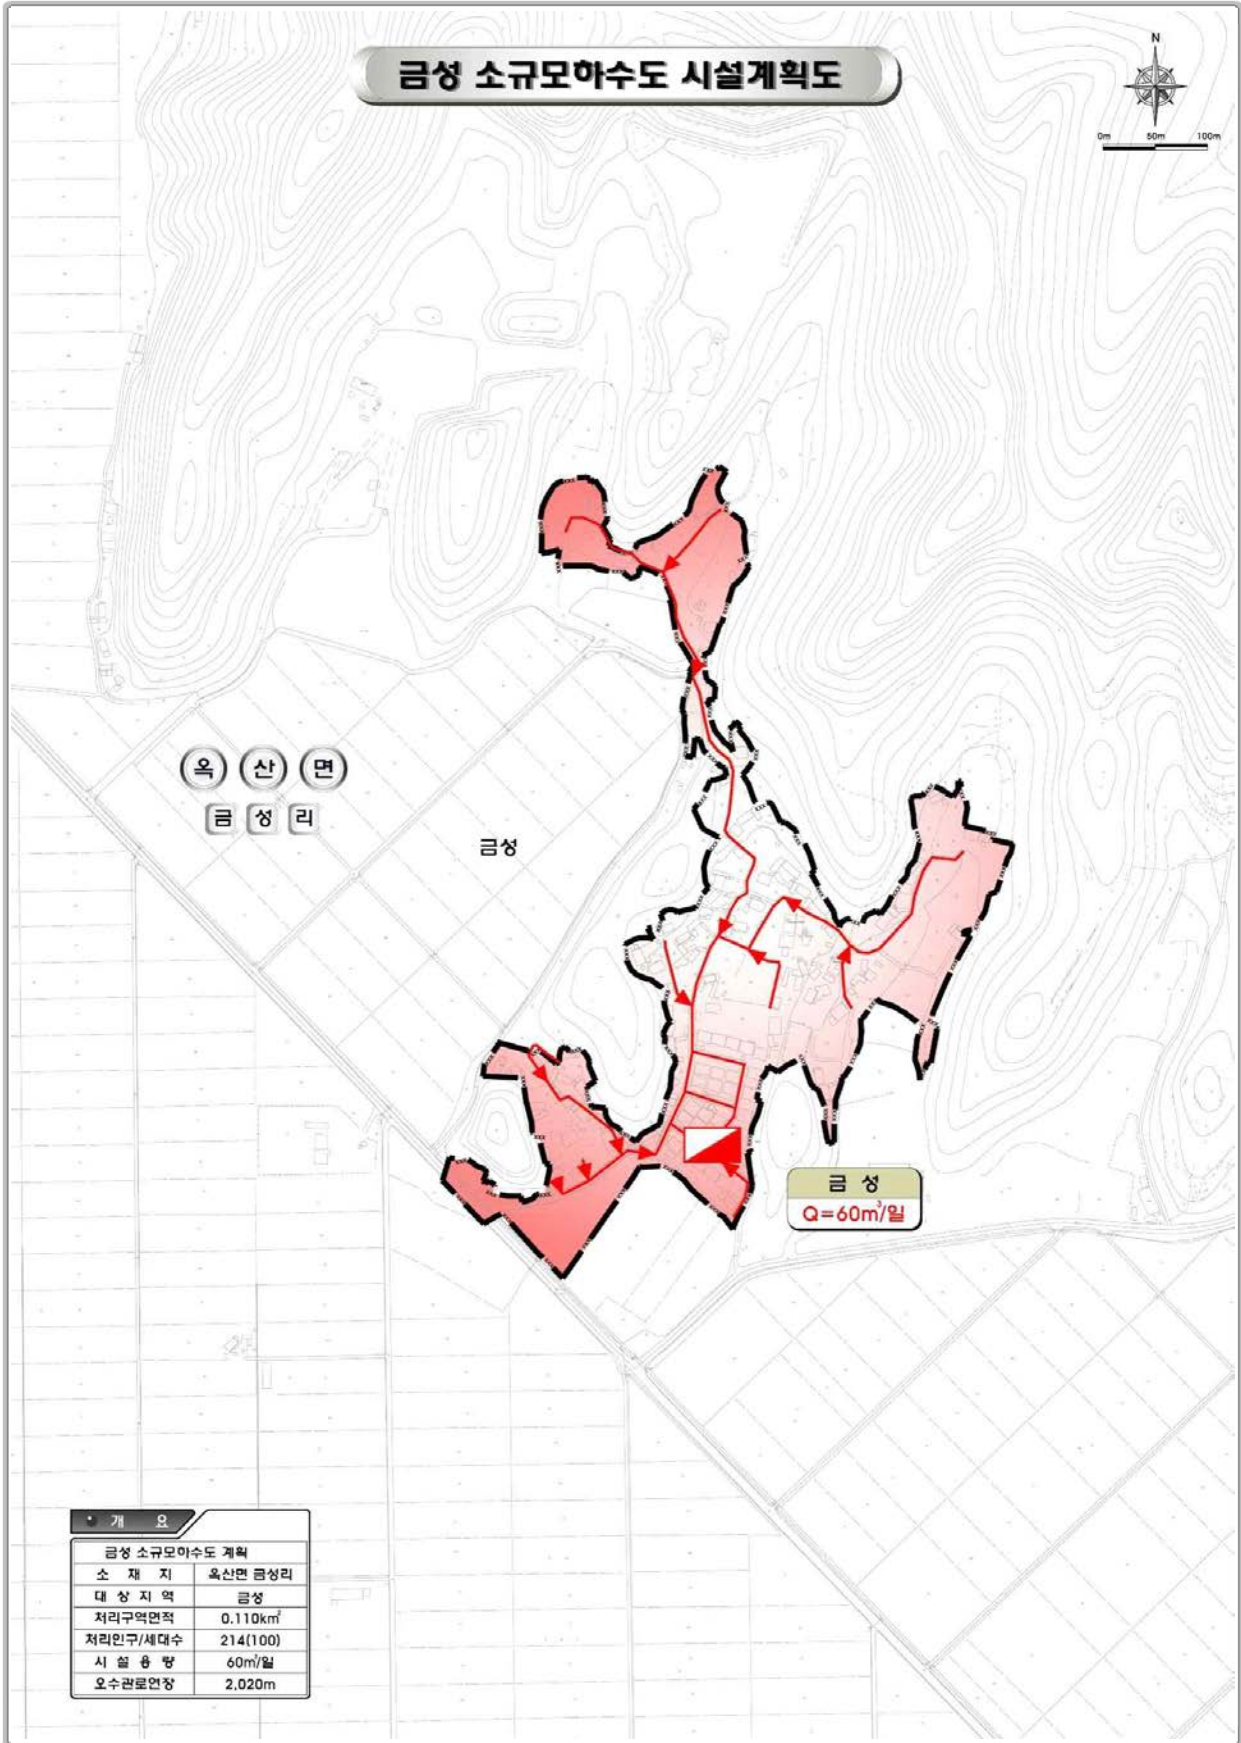 금성 소규모하수도 시설계획도
N
0m 50m 100m
옥 산 면
금 성 리
금성
금 성
Q=60m³/일
개 요
금성 소규모하수도 계획
소 재 지 옥산면 금성리
대 상 지 역 금성
처리구역면적 0.110km²
처리인구/세대수 214(100)
시 설 용 량 60m³/일
오수관로연장 2,020m